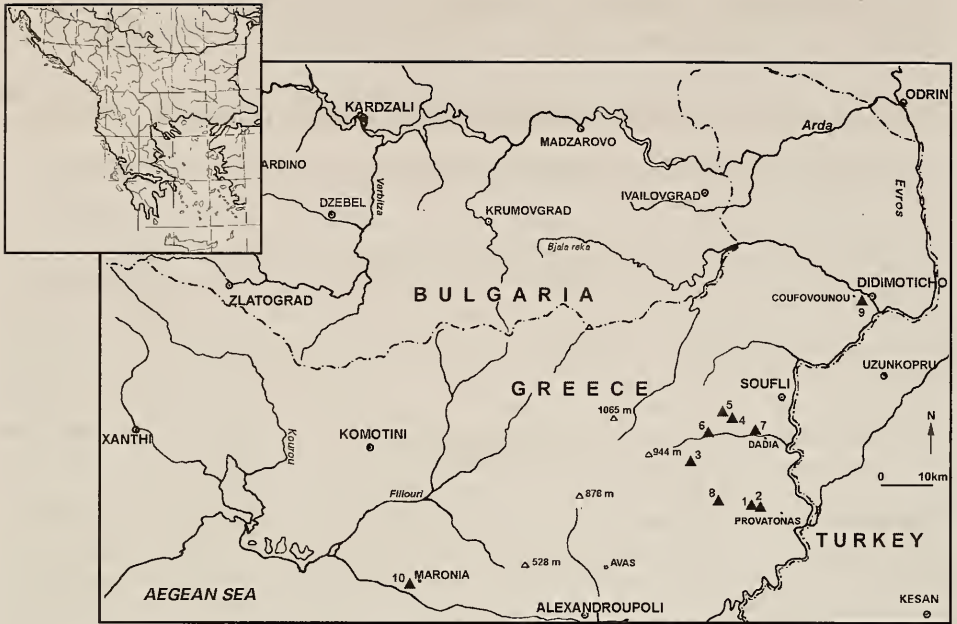 KARDZALI
ODRIN
Arda
MADZAROVO
ARDINO
Varbitza
IVAILOVGRAD
Evros
DZEBEL
KRUMOVGRAD
Bjala reka
ZLATOGRAD
BULGARIA
DIDIMOTICHO
COUFOVOUNOU
9
UZUNKOPRU
GREECE
SOUFLI
5
4
1065 m
6
7
N
XANTHI
Kourou
KOMOTINI
DADIA
944 m
3
0 10km
Filiouri
878 m
8
1 2
PROVATONAS
TURKEY
528 m
AVAS
10
MARONIA
AEGEAN SEA
ALEXANDROUPOLI
KESAN